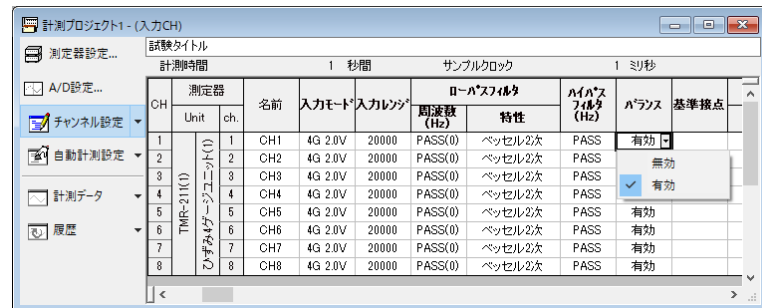 計測プロジェクト1 - (入力CH)
測定器設定...
A/D設定...
チャンネル設定
自動計測設定
計測データ
履歴
試験タイトル
計測時間 1 秒間 サンプルクロック 1 ミリ秒
CH 測定器 名前 入力モード 入力レンジ ローパスフィルタ ハイパスフィルタ(Hz) バランス 基準接点
Unit ch. 周波数(Hz) 特性
TMR-211(1)
ひずみ4ゲージユニット(1)
1 1 CH1 4G 2.0V 20000 PASS(0) ベッセル2次 PASS 有効
2 2 CH2 4G 2.0V 20000 PASS(0) ベッセル2次 PASS
3 3 CH3 4G 2.0V 20000 PASS(0) ベッセル2次 PASS
4 4 CH4 4G 2.0V 20000 PASS(0) ベッセル2次 PASS
5 5 CH5 4G 2.0V 20000 PASS(0) ベッセル2次 PASS 有効
6 6 CH6 4G 2.0V 20000 PASS(0) ベッセル2次 PASS 有効
7 7 CH7 4G 2.0V 20000 PASS(0) ベッセル2次 PASS 有効
8 8 CH8 4G 2.0V 20000 PASS(0) ベッセル2次 PASS 有効
無効
有効